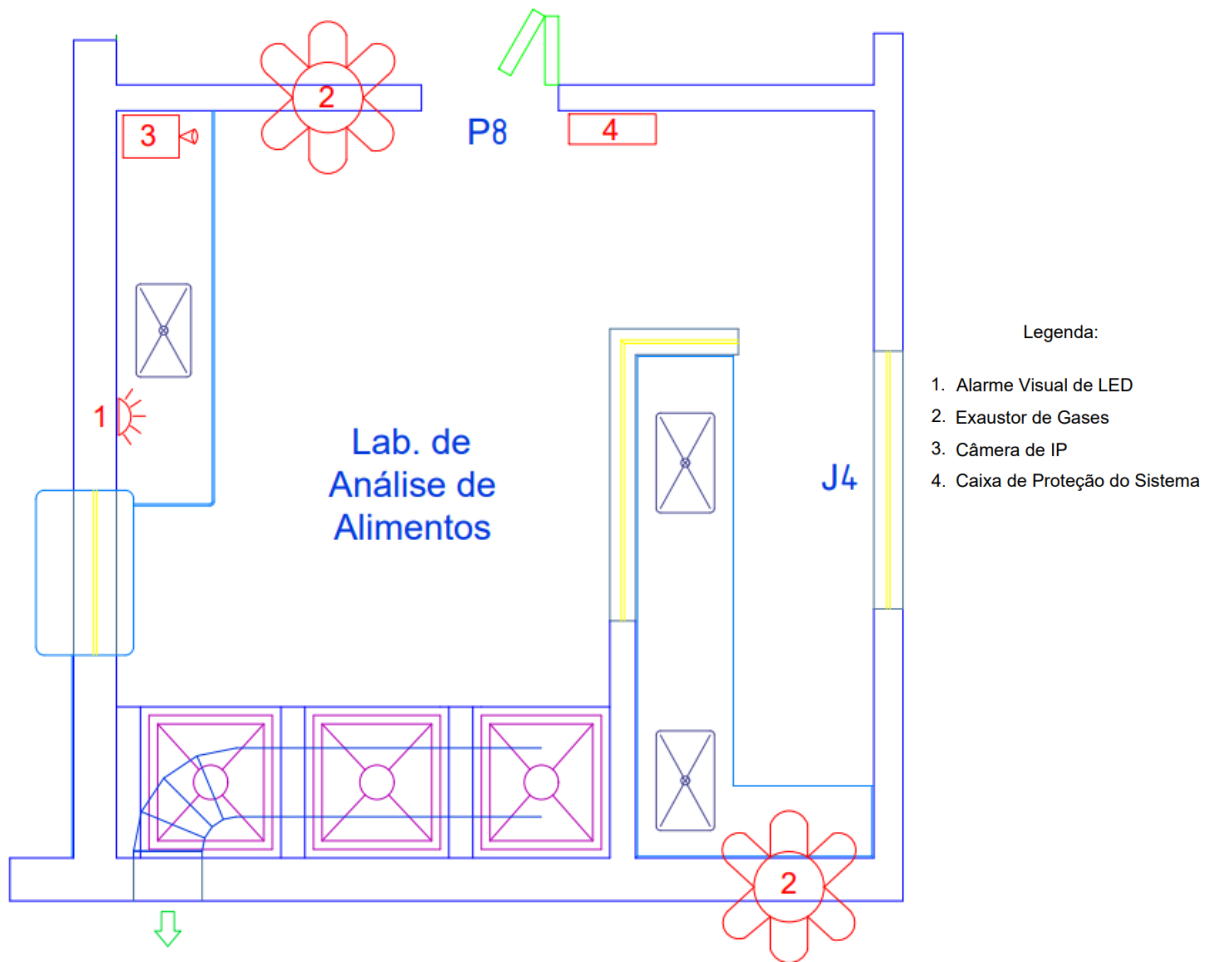 2
3
P8
4
1
Lab. de
Análise de
Alimentos
J4
2
Legenda:
1. Alarme Visual de LED
2. Exaustor de Gases
3. Câmera de IP
4. Caixa de Proteção do Sistema